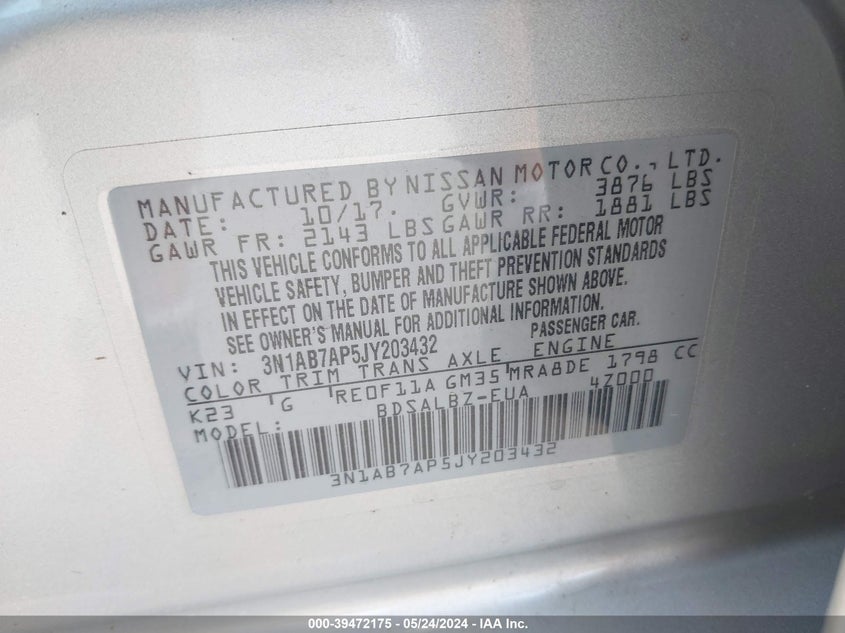 MANUFACTURED BY NISSAN MOTOR CO., LTD.
DATE: 10/17. GVWR: 3876 LBS
GAWR FR: 2143 LBS GAWR RR: 1881 LBS
THIS VEHICLE CONFORMS TO ALL APPLICABLE FEDERAL MOTOR
VEHICLE SAFETY, BUMPER AND THEFT PREVENTION STANDARDS
IN EFFECT ON THE DATE OF MANUFACTURE SHOWN ABOVE.
SEE OWNER'S MANUAL FOR ADDITIONAL INFORMATION.
VIN: 3N1AB7AP5JY203432 PASSENGER CAR.
COLOR TRIM TRANS AXLE ENGINE
K23 G RE0F11A GM35 MRA8DE 1798 CC
MODEL: BDSALBZ-EUA 47000
3N1AB7AP5JY203432
000-39472175 - 05/24/2024 - IAA Inc.